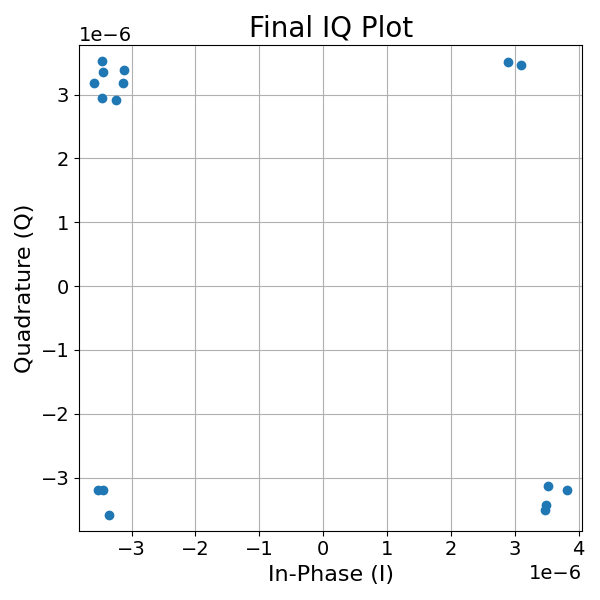 Final IQ Plot
1e−6
3
2
1
0
−1
−2
−3
Quadrature (Q)
−3 −2 −1 0 1 2 3 4
1e−6
In-Phase (I)